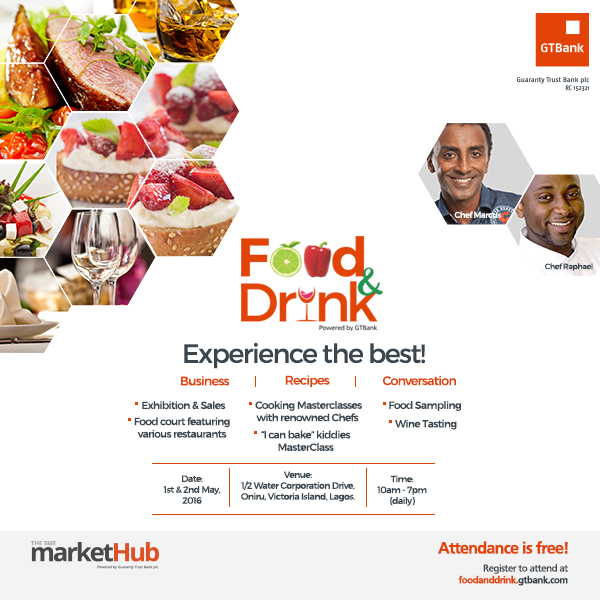 GTBank
Guaranty Trust Bank plc
RC 152321
Chef Marcus
Chef Raphael
Food
&
Drink
Powered by GTBank
Experience the best!
Business | Recipes | Conversation
Exhibition & Sales
Food court featuring
various restaurants
Cooking Masterclasses
with renowned Chefs
"I can bake" kiddies
MasterClass
Food Sampling
Wine Tasting
Date:
1st & 2nd May,
2016
Venue:
1/2 Water Corporation Drive,
Oniru, Victoria Island, Lagos.
Time:
10am - 7pm
(daily)
THE SME
marketHub
Powered by Guaranty Trust Bank plc
Attendance is free!
Register to attend at
foodanddrink.gtbank.com